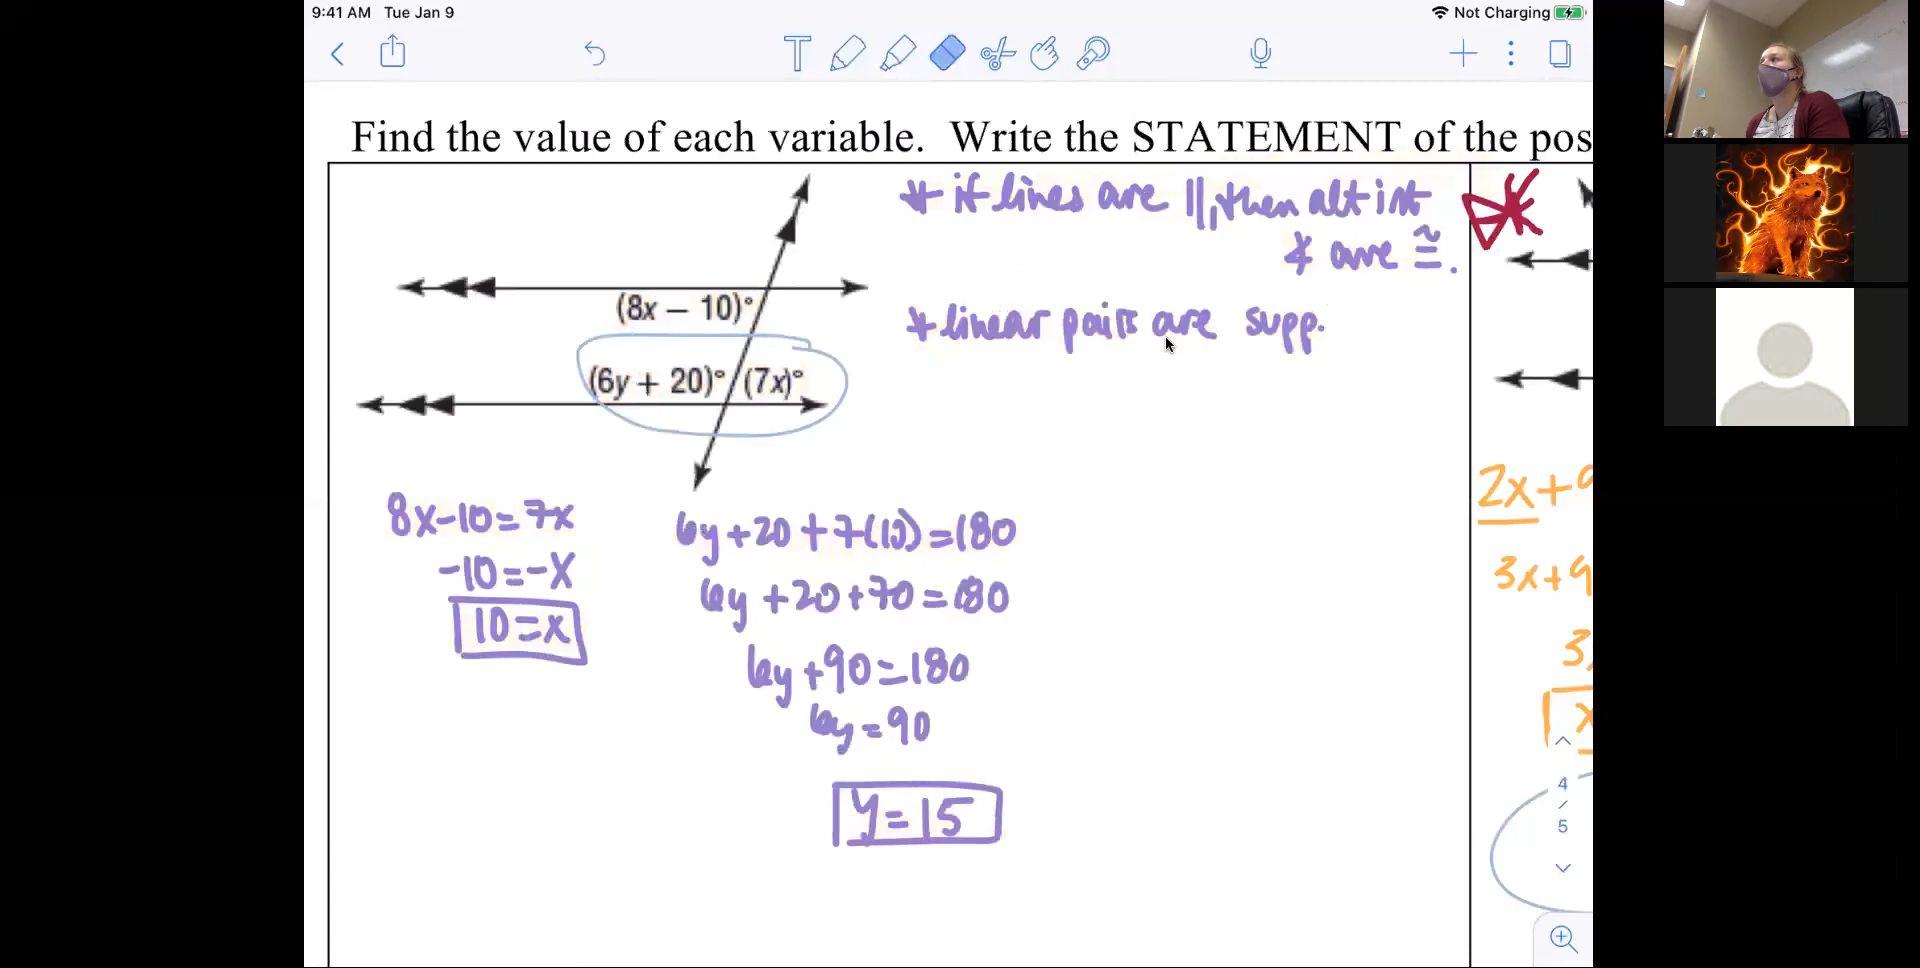 9:41 AM Tue Jan 9
Not Charging
T
Find the value of each variable. Write the STATEMENT of the pos
* if lines are ||, then alt int
∡ are ≅.
(8x – 10)°
* linear pairs are supp.
(6y + 20)° (7x)°
8x-10=7x
-10=-x
10=x
6y+20+7(10)=180
6y+20+70=180
6y+90=180
6y=90
y=15
2x+9
3x+9
3
x
4
/
5